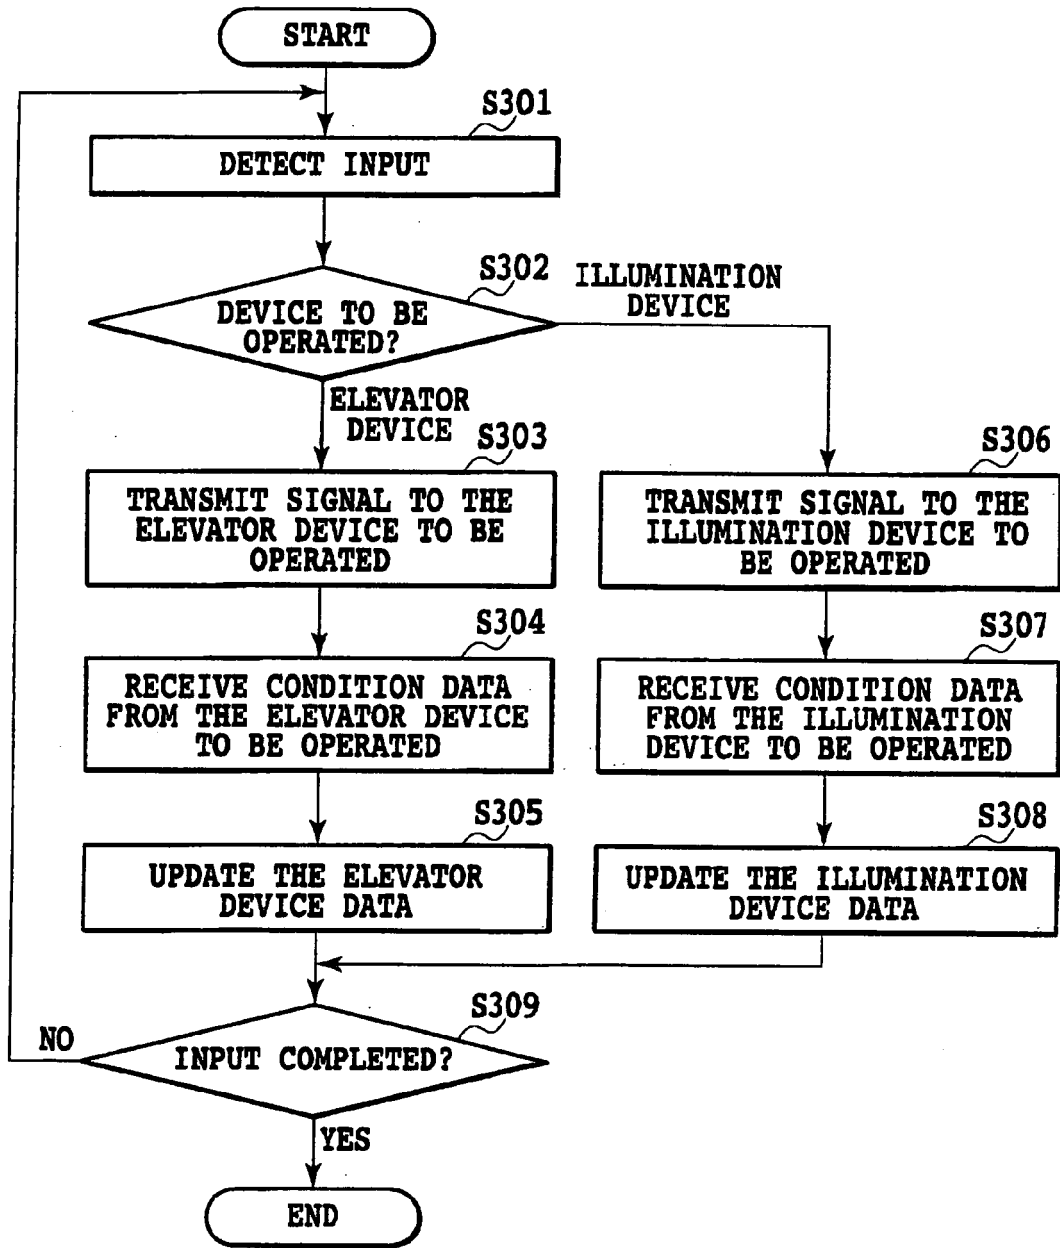 START
S301
DETECT INPUT
S302
ILLUMINATION
DEVICE
DEVICE TO BE
OPERATED?
ELEVATOR
DEVICE
S303
TRANSMIT SIGNAL TO THE
ELEVATOR DEVICE TO BE
OPERATED
S306
TRANSMIT SIGNAL TO THE
ILLUMINATION DEVICE TO
BE OPERATED
S304
RECEIVE CONDITION DATA
FROM THE ELEVATOR DEVICE
TO BE OPERATED
S307
RECEIVE CONDITION DATA
FROM THE ILLUMINATION
DEVICE TO BE OPERATED
S305
UPDATE THE ELEVATOR
DEVICE DATA
S308
UPDATE THE ILLUMINATION
DEVICE DATA
S309
NO
INPUT COMPLETED?
YES
END